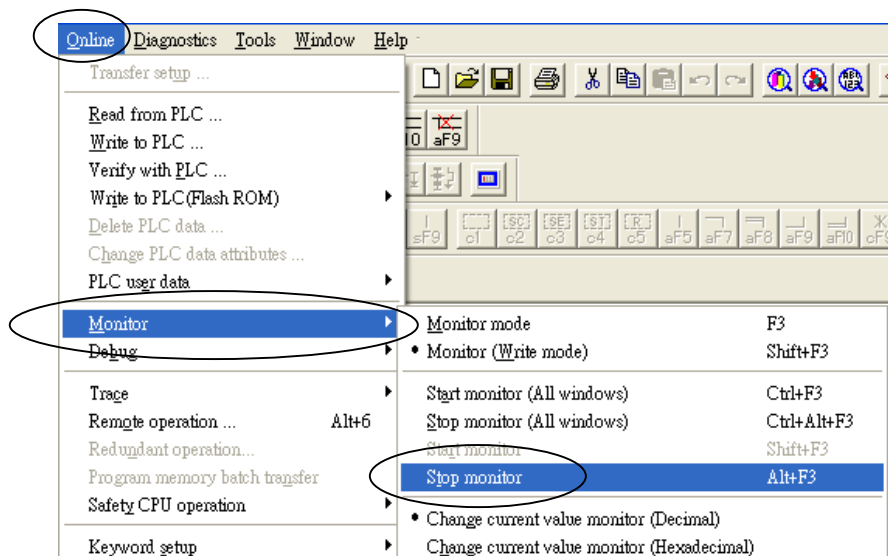 Online Diagnostics Tools Window Help
Transfer setup ...
Read from PLC ...
Write to PLC ...
Verify with PLC ...
Write to PLC(Flash ROM)
Delete PLC data ...
Change PLC data attributes ...
PLC user data
Monitor
Debug
Trace
Remote operation ... Alt+6
Redundant operation...
Program memory batch transfer
Safety CPU operation
Keyword setup
aF9
sF9 c1 c2 c3 c4 c5 aF5 aF7 aF8 aF9 aF10
Monitor mode F3
• Monitor (Write mode) Shift+F3
Start monitor (All windows) Ctrl+F3
Stop monitor (All windows) Ctrl+Alt+F3
Start monitor Shift+F3
Stop monitor Alt+F3
• Change current value monitor (Decimal)
Change current value monitor (Hexadecimal)